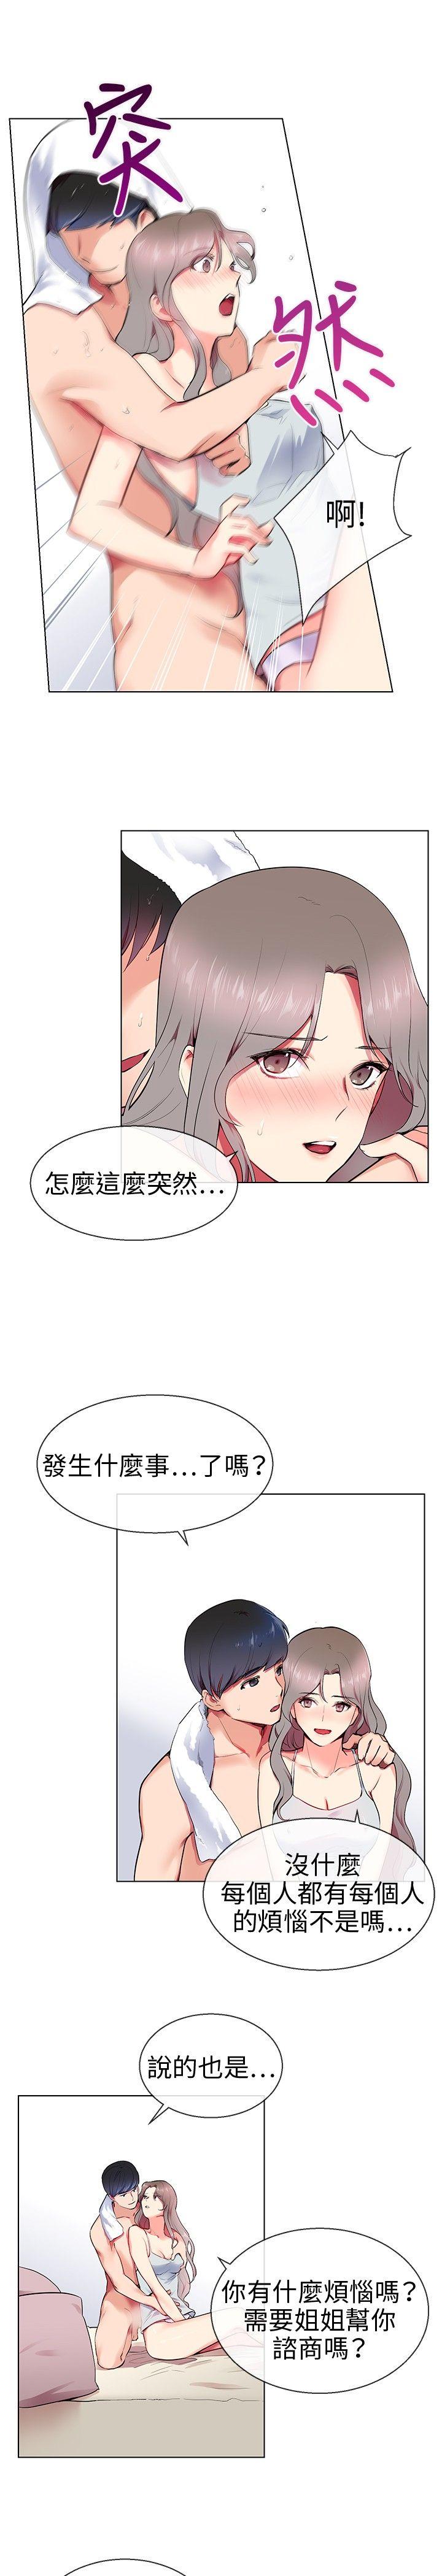 突
然
啊!
怎麼這麼突然...
發生什麼事...了嗎?
沒什麼
每個人都有每個人
的煩惱不是嗎...
說的也是...
你有什麼煩惱嗎?
需要姐姐幫你
諮商嗎?